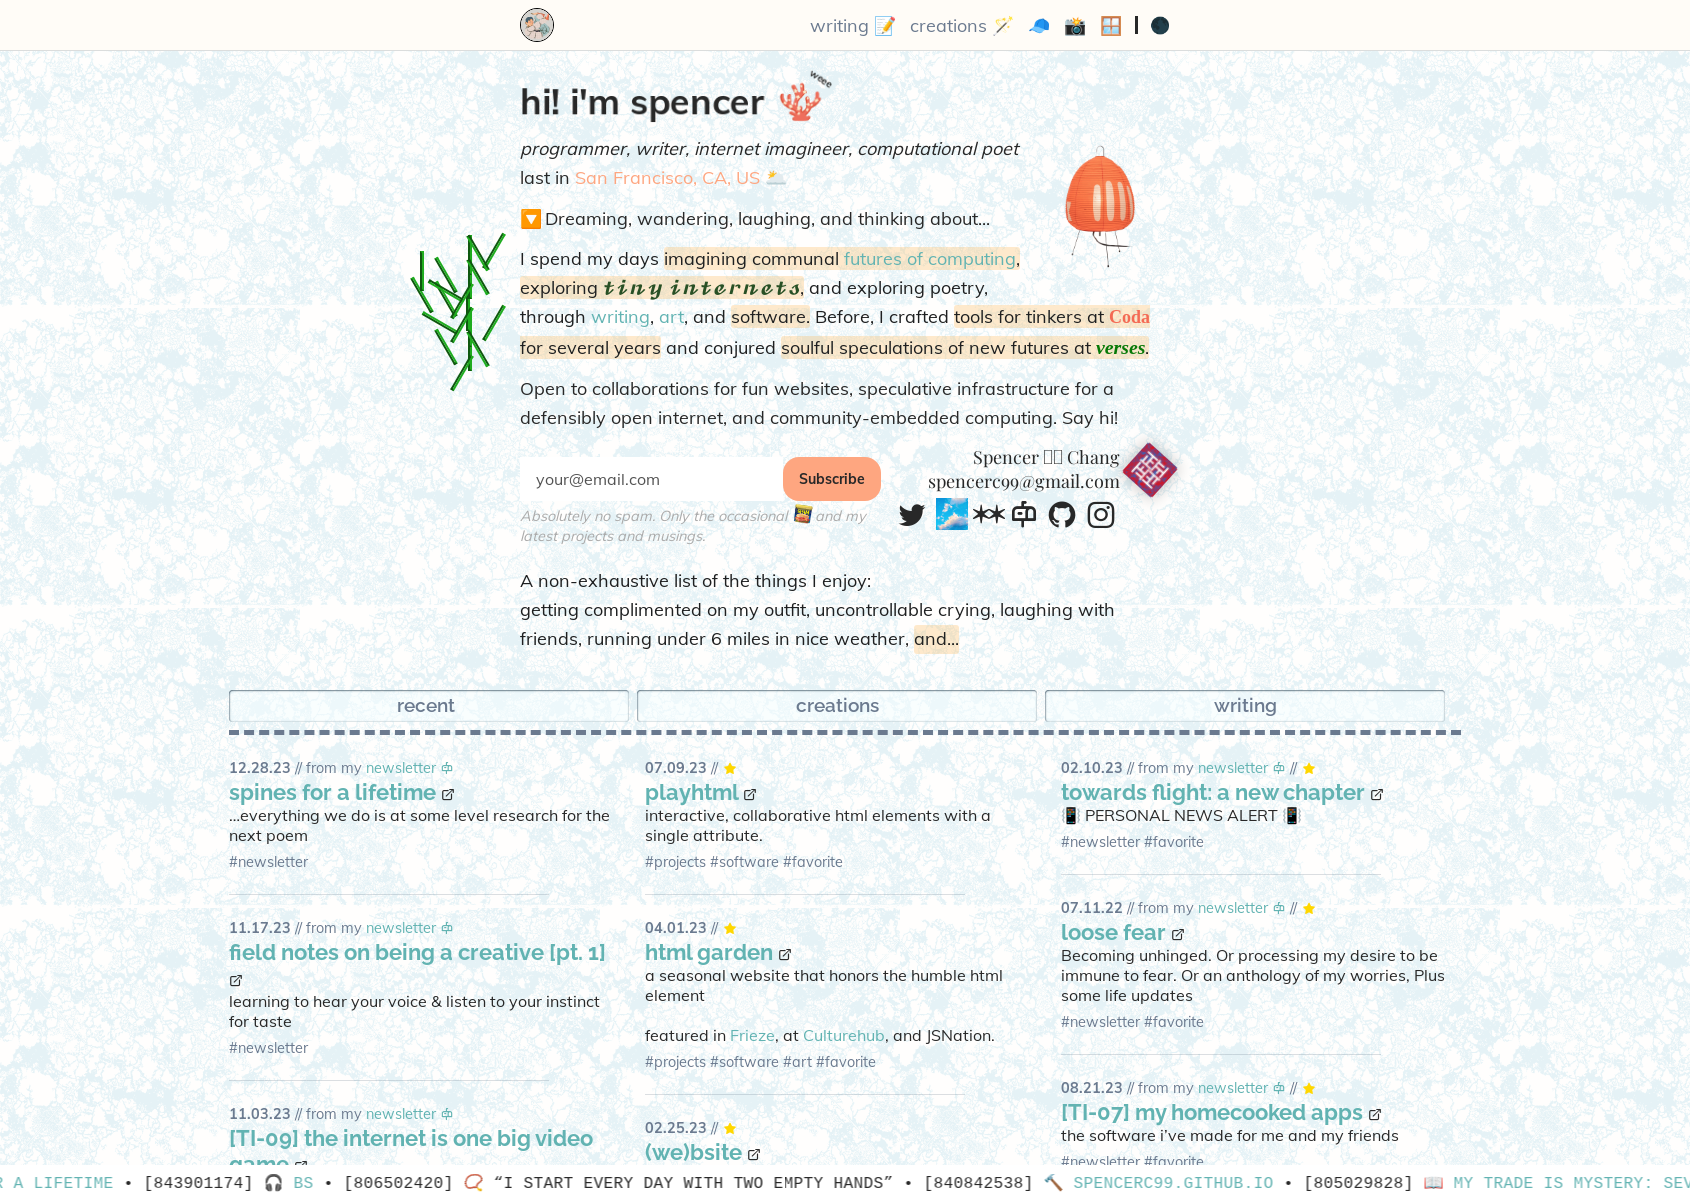 writing 📝 creations 🪄 🧢 📸 🪟 | 🌑
hi! i'm spencer
weee
programmer, writer, internet imagineer, computational poet
last in San Francisco, CA, US 🌥️
🔽 Dreaming, wandering, laughing, and thinking about...
I spend my days imagining communal futures of computing,
exploring tiny internets, and exploring poetry,
through writing, art, and software. Before, I crafted tools for tinkers at Coda
for several years and conjured soulful speculations of new futures at verses.
Open to collaborations for fun websites, speculative infrastructure for a
defensibly open internet, and community-embedded computing. Say hi!
your@email.com
Subscribe
Absolutely no spam. Only the occasional and my
latest projects and musings.
Spencer Chang
spencerc99@gmail.com
A non-exhaustive list of the things I enjoy:
getting complimented on my outfit, uncontrollable crying, laughing with
friends, running under 6 miles in nice weather, and...
recent
creations
writing
12.28.23 // from my newsletter
spines for a lifetime
…everything we do is at some level research for the
next poem
#newsletter
11.17.23 // from my newsletter
field notes on being a creative [pt. 1]
learning to hear your voice & listen to your instinct
for taste
#newsletter
11.03.23 // from my newsletter
[TI-09] the internet is one big video
game
07.09.23 // ⭐
playhtml
interactive, collaborative html elements with a
single attribute.
#projects #software #favorite
04.01.23 // ⭐
html garden
a seasonal website that honors the humble html
element
featured in Frieze, at Culturehub, and JSNation.
#projects #software #art #favorite
02.25.23 // ⭐
(we)bsite
02.10.23 // from my newsletter // ⭐
towards flight: a new chapter
📳 PERSONAL NEWS ALERT 📳
#newsletter #favorite
07.11.22 // from my newsletter // ⭐
loose fear
Becoming unhinged. Or processing my desire to be
immune to fear. Or an anthology of my worries, Plus
some life updates
#newsletter #favorite
08.21.23 // from my newsletter // ⭐
[TI-07] my homecooked apps
the software i’ve made for me and my friends
#newsletter #favorite
R A LIFETIME • [843901174] 🎧 BS • [806502420] 📿 “I START EVERY DAY WITH TWO EMPTY HANDS” • [840842538] 🔨 SPENCERC99.GITHUB.IO • [805029828] 📖 MY TRADE IS MYSTERY: SEV